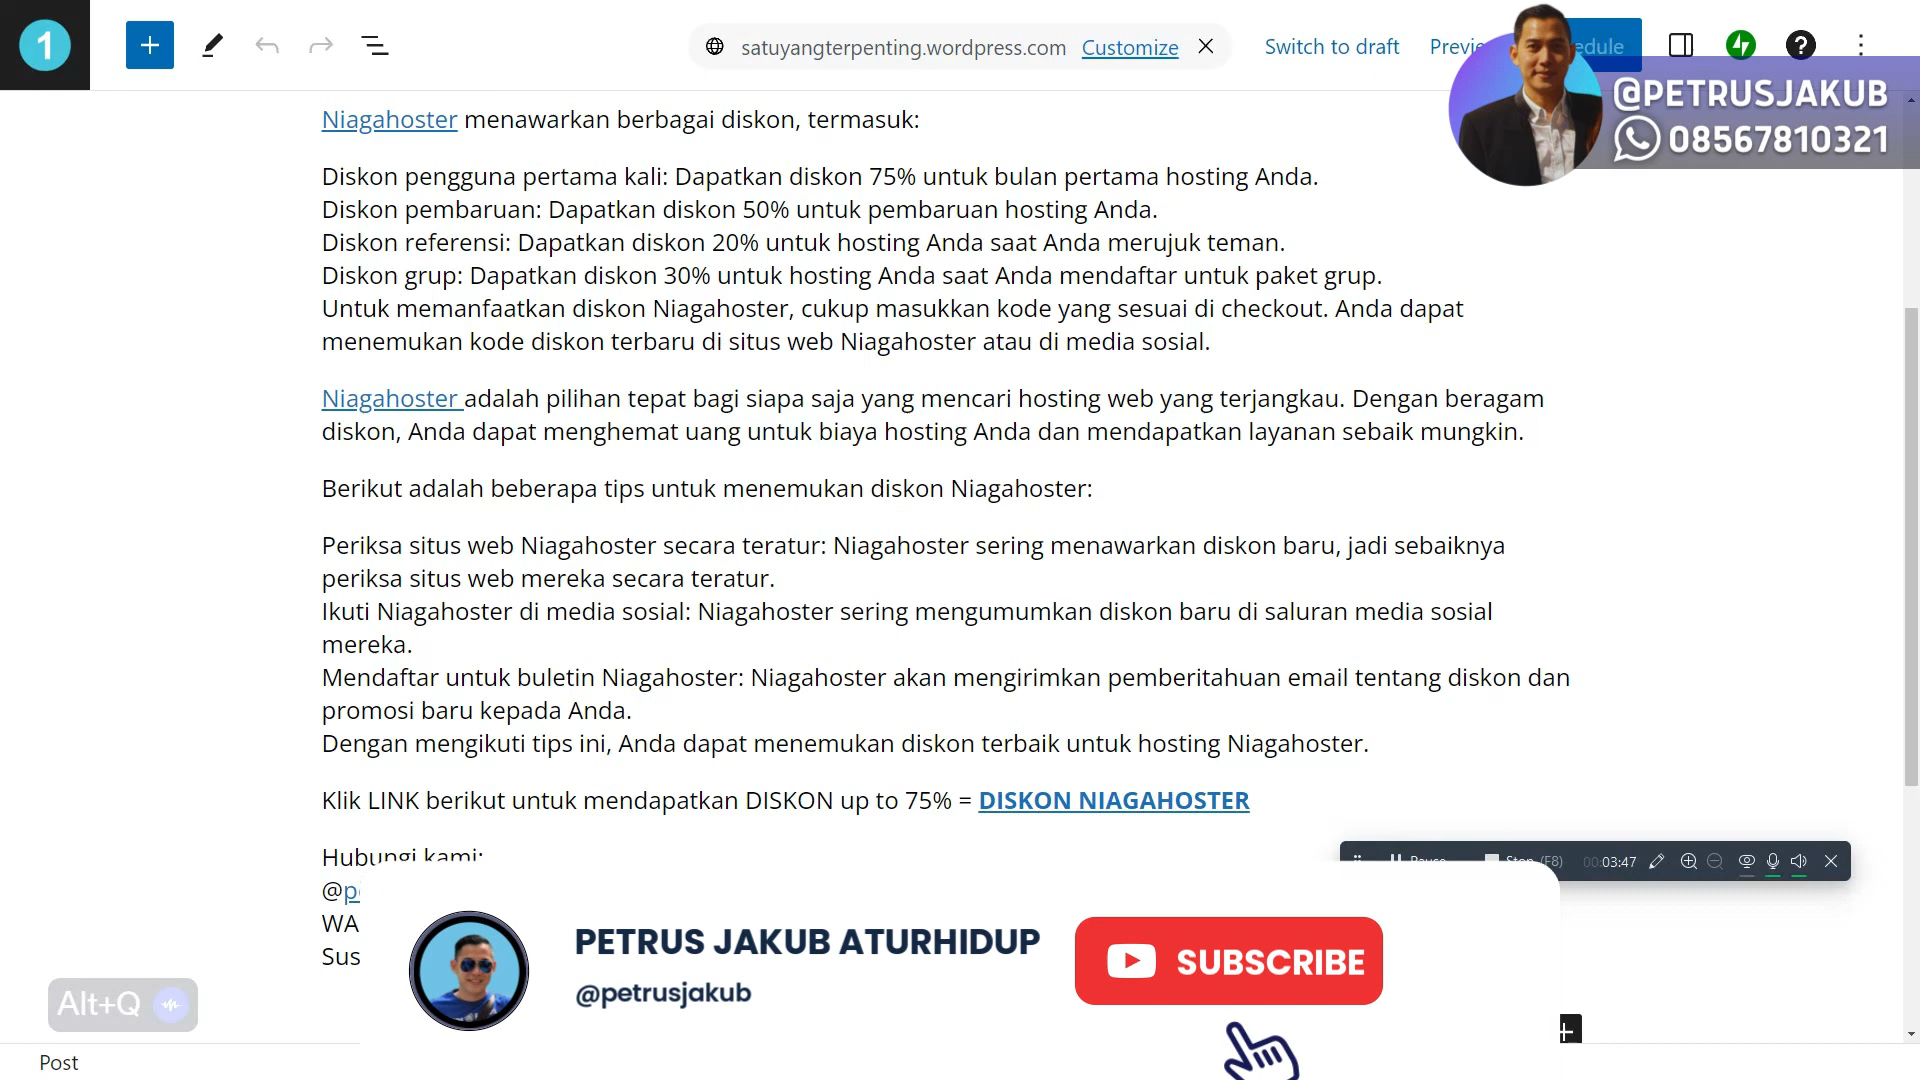 1
satuyangterpenting.wordpress.com Customize
Switch to draft
@PETRUSJAKUB
08567810321
Niagahoster menawarkan berbagai diskon, termasuk:
Diskon pengguna pertama kali: Dapatkan diskon 75% untuk bulan pertama hosting Anda.
Diskon pembaruan: Dapatkan diskon 50% untuk pembaruan hosting Anda.
Diskon referensi: Dapatkan diskon 20% untuk hosting Anda saat Anda merujuk teman.
Diskon grup: Dapatkan diskon 30% untuk hosting Anda saat Anda mendaftar untuk paket grup.
Untuk memanfaatkan diskon Niagahoster, cukup masukkan kode yang sesuai di checkout. Anda dapat
menemukan kode diskon terbaru di situs web Niagahoster atau di media sosial.
Niagahoster adalah pilihan tepat bagi siapa saja yang mencari hosting web yang terjangkau. Dengan beragam
diskon, Anda dapat menghemat uang untuk biaya hosting Anda dan mendapatkan layanan sebaik mungkin.
Berikut adalah beberapa tips untuk menemukan diskon Niagahoster:
Periksa situs web Niagahoster secara teratur: Niagahoster sering menawarkan diskon baru, jadi sebaiknya
periksa situs web mereka secara teratur.
Ikuti Niagahoster di media sosial: Niagahoster sering mengumumkan diskon baru di saluran media sosial
mereka.
Mendaftar untuk buletin Niagahoster: Niagahoster akan mengirimkan pemberitahuan email tentang diskon dan
promosi baru kepada Anda.
Dengan mengikuti tips ini, Anda dapat menemukan diskon terbaik untuk hosting Niagahoster.
Klik LINK berikut untuk mendapatkan DISKON up to 75% = DISKON NIAGAHOSTER
Hubungi kami:
Pause Stop (F8) 00:03:47
WA
PETRUS JAKUB ATURHIDUP
@petrusjakub
SUBSCRIBE
Alt+Q
Post